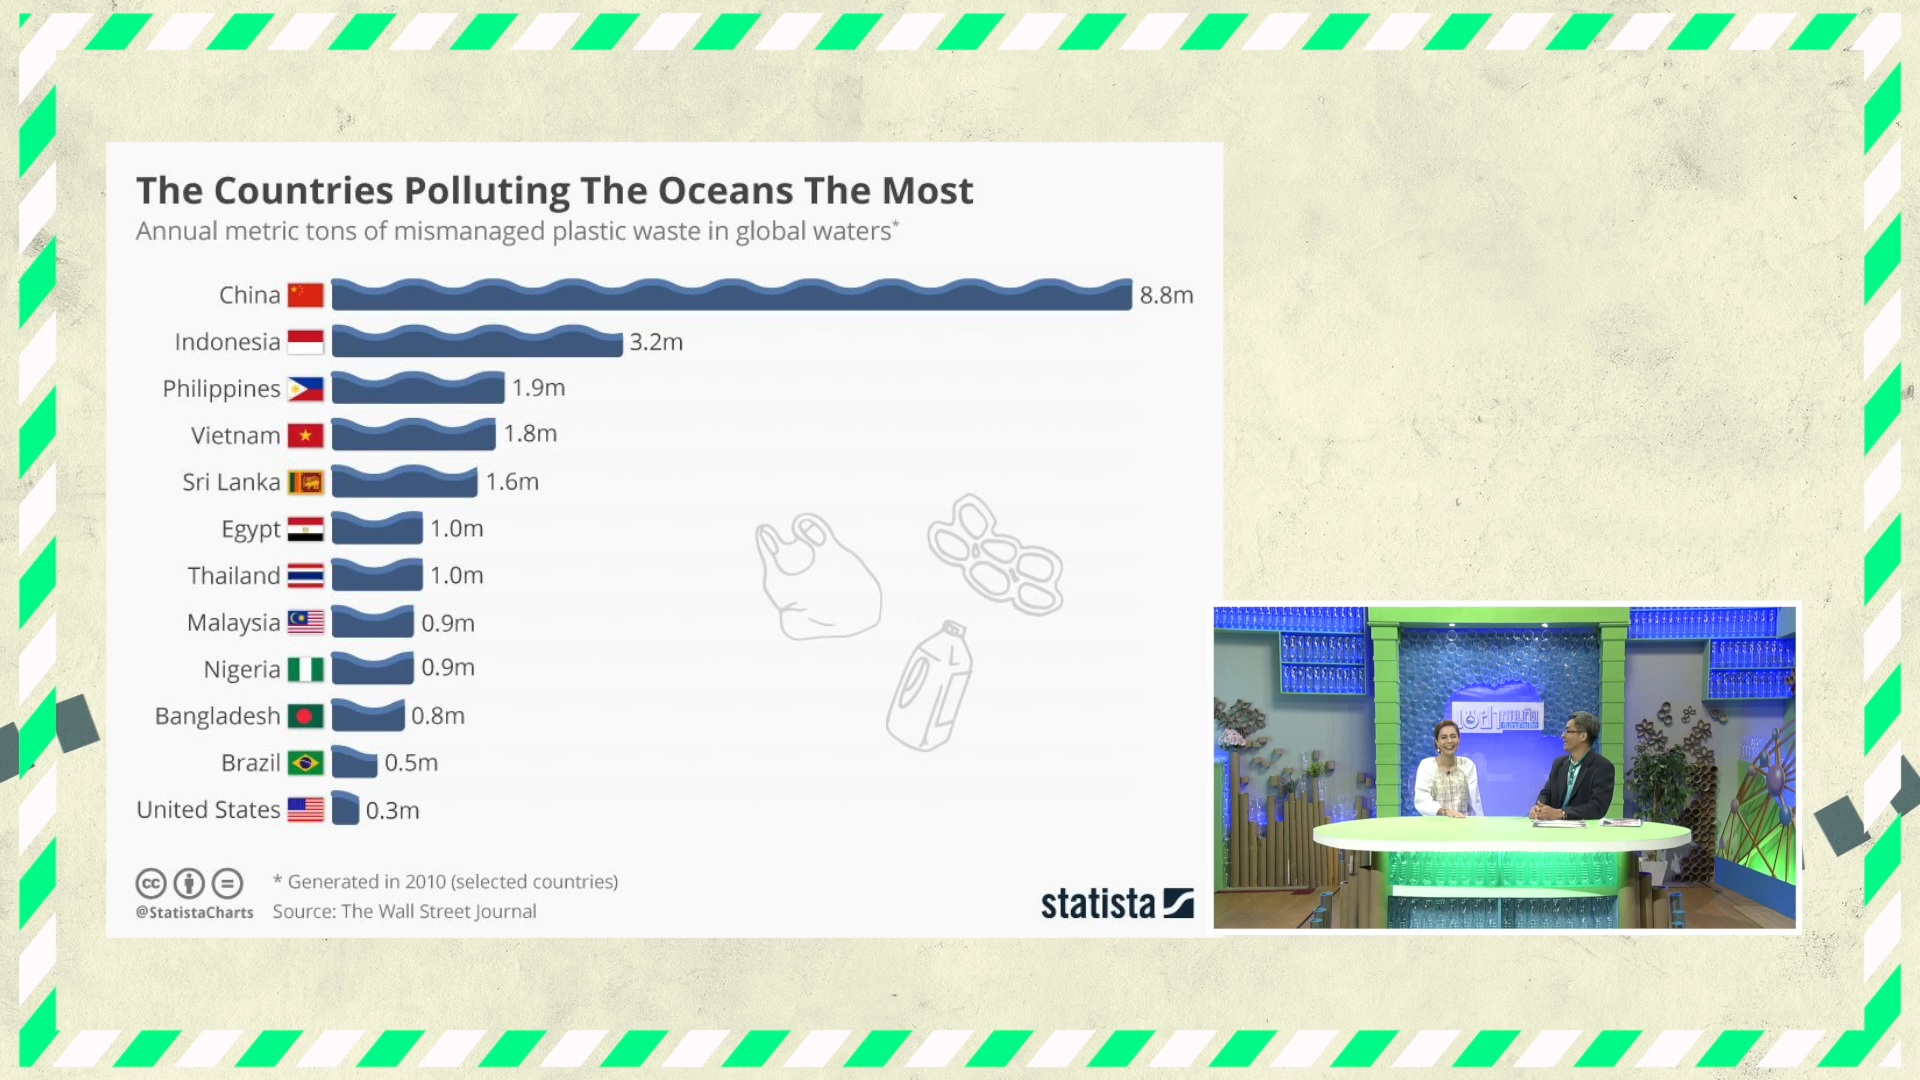 The Countries Polluting The Oceans The Most
Annual metric tons of mismanaged plastic waste in global waters*
China 8.8m
Indonesia 3.2m
Philippines 1.9m
Vietnam 1.8m
Sri Lanka 1.6m
Egypt 1.0m
Thailand 1.0m
Malaysia 0.9m
Nigeria 0.9m
Bangladesh 0.8m
Brazil 0.5m
United States 0.3m
cc
@StatistaCharts
* Generated in 2010 (selected countries)
Source: The Wall Street Journal
statista